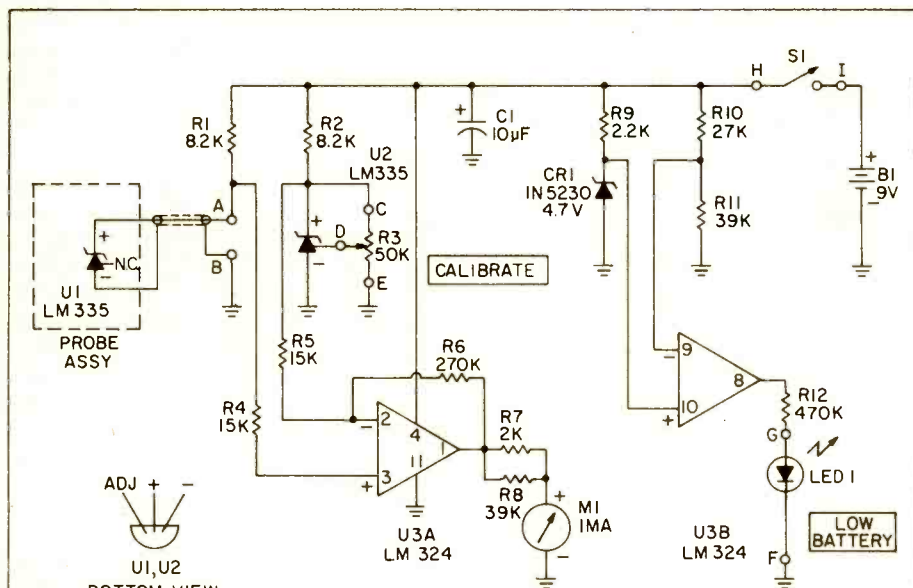 H
S1
I
R1
8.2K
R2
8.2K
U2
LM335
+
C1
10µF
R9
2.2K
R10
27K
CR1
IN5230
4.7V
R11
39K
+
B1
9V
-
A
B
+
NC
-
U1
LM335
PROBE
ASSY
+
D
-
C
R3
50K
E
CALIBRATE
R5
15K
R6
270K
R4
15K
2
-
4
1
11
3
+
R7
2K
R8
39K
+
M1
1MA
-
U3A
LM 324
9
-
8
10
+
R12
470K
G
LED1
U3B
LM 324
LOW
BATTERY
F
ADJ + -
U1,U2
BOTTOM VIEW